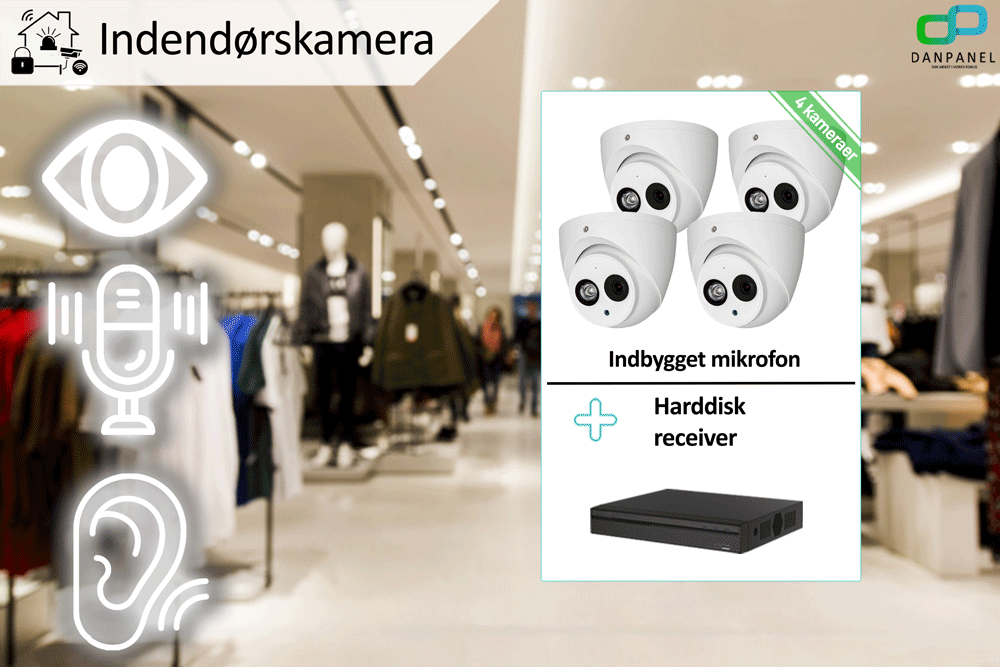 Indendørskamera
DANPANEL
4 kameraer
Indbygget mikrofon
Harddisk
receiver